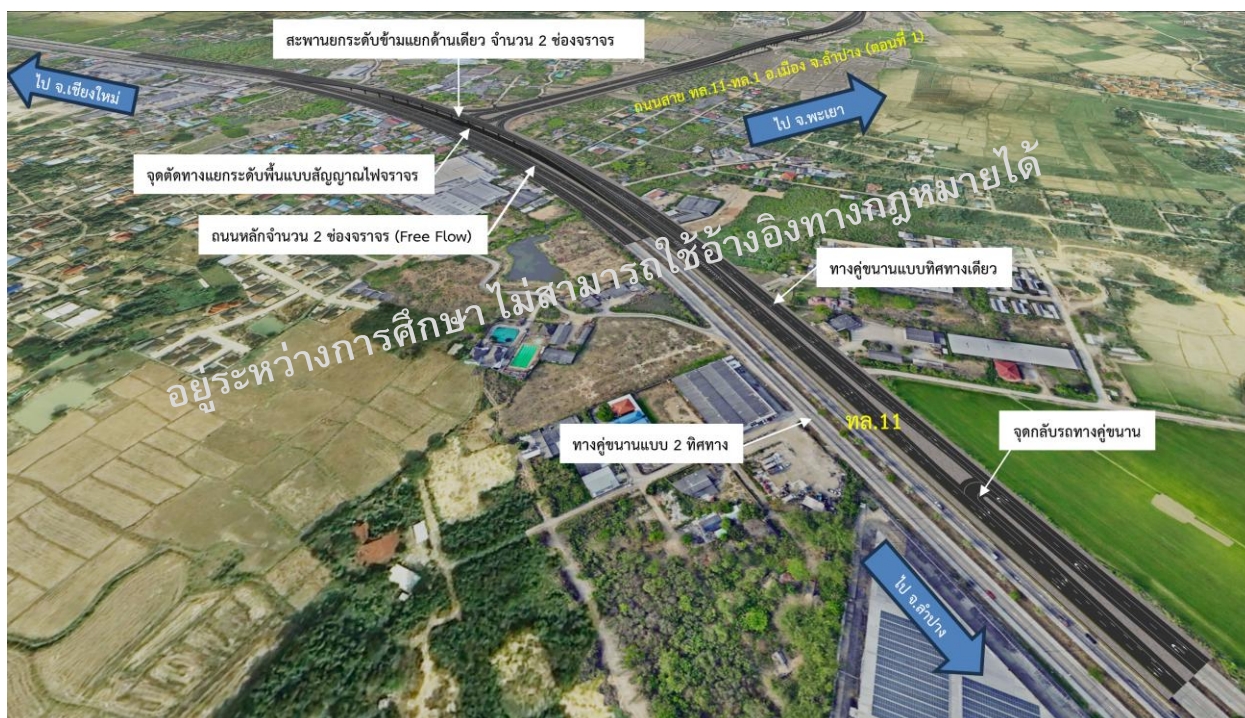 สะพานยกระดับข้ามแยกด้านเดียว จำนวน 2 ช่องจราจร
ไป จ.เชียงใหม่
ถนนสาย ทล.11-ทล.1 อ.เมือง จ.ลำปาง (ตอนที่ 1)
ไป จ.พะเยา
จุดตัดทางแยกระดับพื้นแบบสัญญาณไฟจราจร
ถนนหลักจำนวน 2 ช่องจราจร (Free Flow)
อยู่ระหว่างการศึกษา ไม่สามารถใช้อ้างอิงทางกฎหมายได้
ทางคู่ขนานแบบทิศทางเดียว
ทล.11
ทางคู่ขนานแบบ 2 ทิศทาง
จุดกลับรถทางคู่ขนาน
ไป จ.ลำปาง